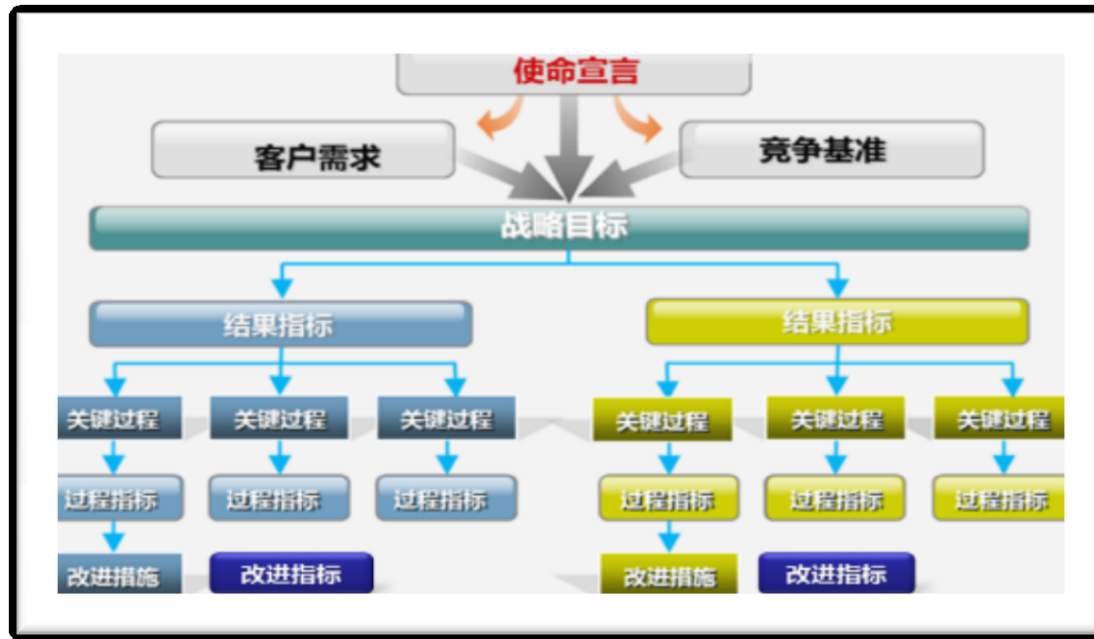 使命宣言
客户需求
竞争基准
战略目标
结果指标
结果指标
关键过程
关键过程
关键过程
关键过程
关键过程
关键过程
过程指标
过程指标
过程指标
过程指标
过程指标
过程指标
改进措施
改进指标
改进措施
改进指标